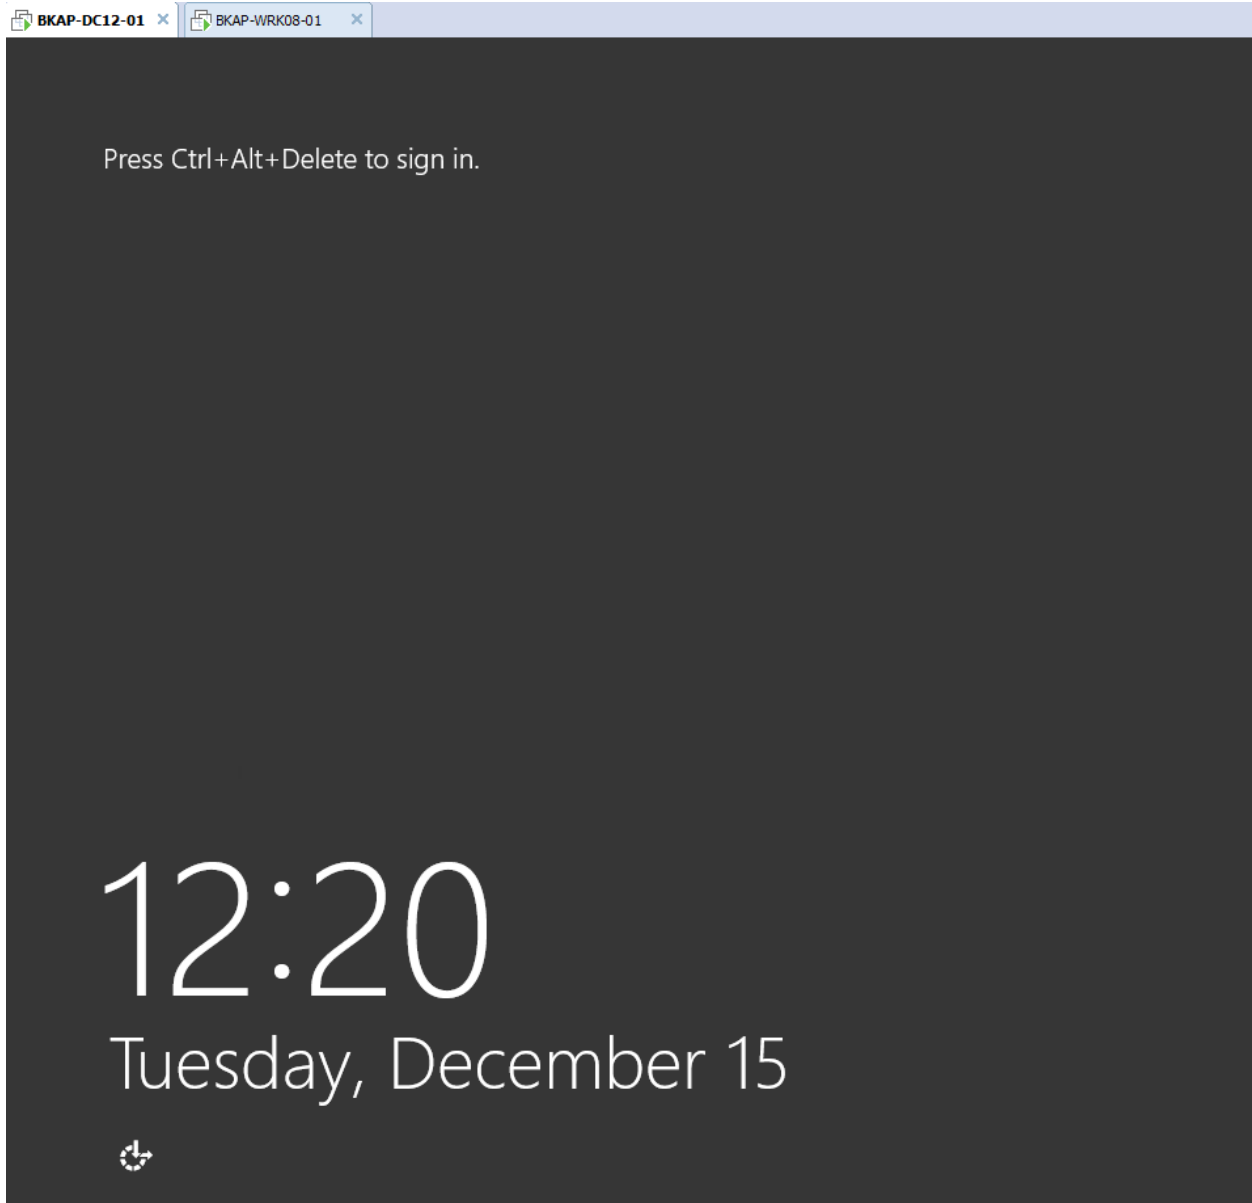 BKAP-DC12-01 BKAP-WRK08-01
Press Ctrl+Alt+Delete to sign in.
12:20
Tuesday, December 15